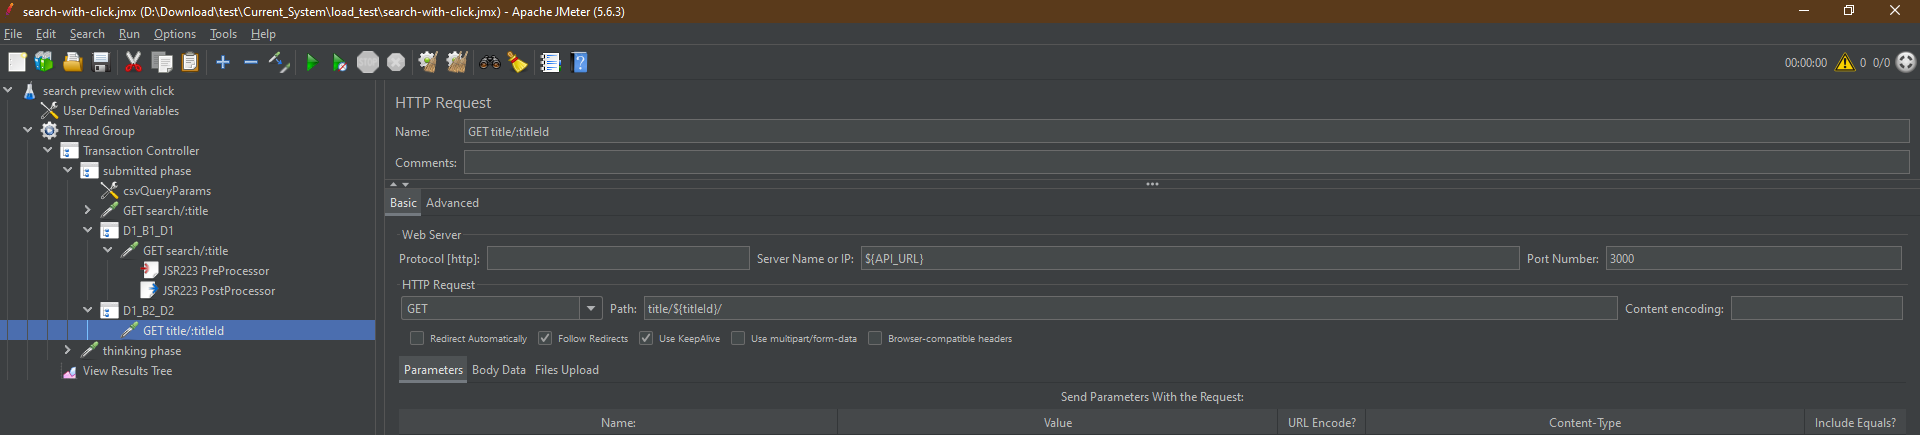 search-with-click.jmx (D:\Download\test\Current_System\load_test\search-with-click.jmx) - Apache JMeter (5.6.3)
File Edit Search Run Options Tools Help
STOP 00:00:00 0 0/0
search preview with click
User Defined Variables
Thread Group
Transaction Controller
submitted phase
csvQueryParams
GET search/:title
D1_B1_D1
GET search/:title
JSR223 PreProcessor
JSR223 PostProcessor
D1_B2_D2
GET title/:titleId
thinking phase
View Results Tree
HTTP Request
Name: GET title/:titleId
Comments:
Basic Advanced
Web Server
Protocol [http]: Server Name or IP: ${API_URL} Port Number: 3000
HTTP Request
GET Path: title/${titleId}/ Content encoding:
Redirect Automatically Follow Redirects Use KeepAlive Use multipart/form-data Browser-compatible headers
Parameters Body Data Files Upload
Send Parameters With the Request:
Name: Value URL Encode? Content-Type Include Equals?